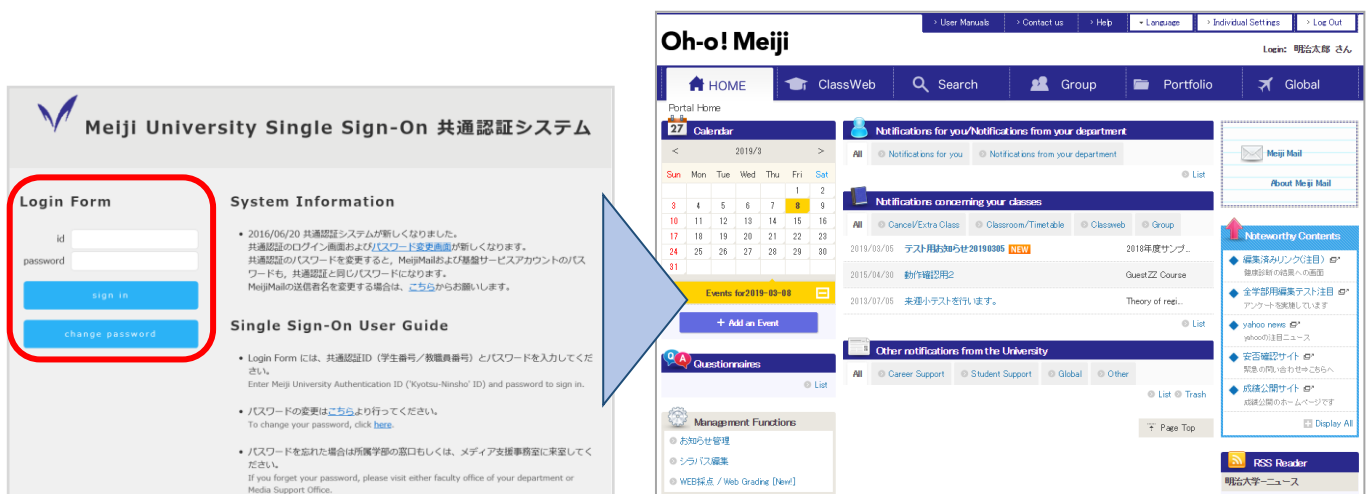 Meiji University Single Sign-On 共通認証システム
Login Form
id
password
sign in
change password
System Information
• 2016/06/20 共通認証システムが新しくなりました。
共通認証のログイン画面およびパスワード変更画面が新しくなります。
共通認証のパスワードを変更すると，MeijiMailおよび基盤サービスアカウントのパス
ワードも，共通認証と同じパスワードになります。
MeijiMailの送信者名を変更する場合は、こちらからお願いします。
Single Sign-On User Guide
• Login Form には、共通認証ID（学生番号／教職員番号）とパスワードを入力してくだ
さい。
Enter Meiji University Authentication ID ('Kyotsu-Ninsho' ID) and password to sign in.
• パスワードの変更はこちらより行ってください。
To change your password, click here.
• パスワードを忘れた場合は所属学部の窓口もしくは、メディア支援事務室に来室してく
ださい。
If you forget your password, please visit either faculty office of your department or
Media Support Office.
> User Manuals > Contact us > Help Language > Individual Settings > Log Out
Oh-o! Meiji
Login: 明治太郎 さん
HOME ClassWeb Search Group Portfolio Global
Portal Home
27 Calendar
< 2019/3 >
Sun Mon Tue Wed Thu Fri Sat
1 2
3 4 5 6 7 8 9
10 11 12 13 14 15 16
17 18 19 20 21 22 23
24 25 26 27 28 29 30
31
Events for2019-03-08
+ Add an Event
Q A Questionnaires
List
Management Functions
お知らせ管理
シラバス編集
WEB採点 / Web Grading [New!]
Notifications for you/Notifications from your department
All Notifications for you Notifications from your department
List
Notifications concerning your classes
All Cancel/Extra Class Classroom/Timetable Classweb Group
2019/03/05 テスト用お知らせ20190305 NEW 2018年度サンプ..
2015/04/30 動作確認用2 GuestZZ Course
2013/07/05 来週小テストを行います。 Theory of regi...
List
Other notifications from the University
All Career Support Student Support Global Other
List Trash
Page Top
Meiji Mail
About Meiji Mail
Noteworthy Contents
編集済みリンク(注目)
健康診断の結果への画面
全学部用編集テスト注目
アンケートを実施しています
yahoo news
yahooの注目ニュース
安否確認サイト
緊急の問い合わせ⇒こちらへ
成績公開サイト
成績公開のホームページです
Display All
RSS Reader
明治大学-ニュース